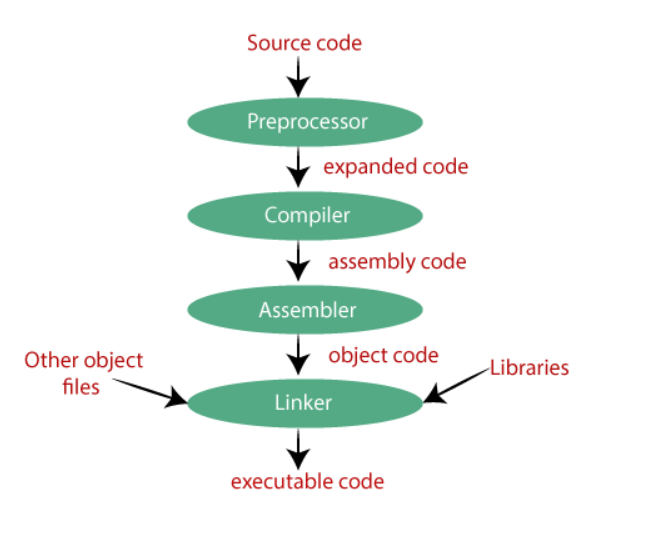 Source code
Preprocessor
expanded code
Compiler
assembly code
Assembler
object code
Other object
files
Libraries
Linker
executable code